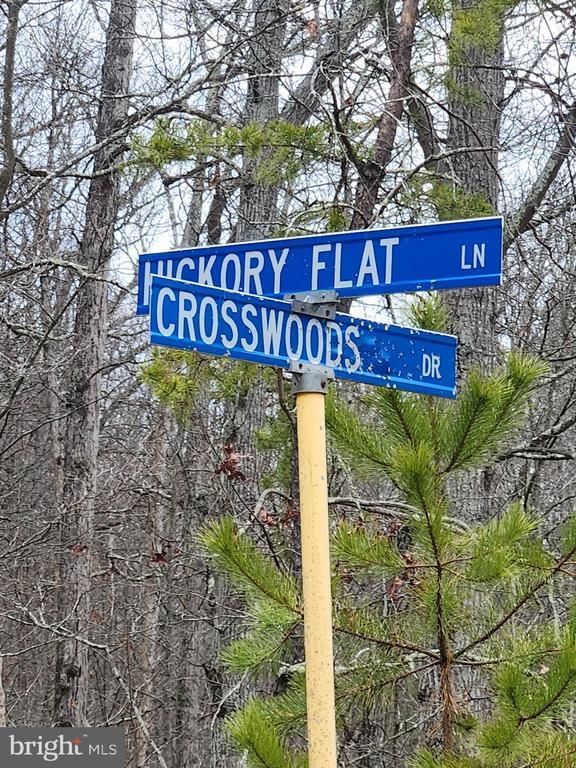 HICKORY FLAT LN
CROSSWOODS DR
bright MLS